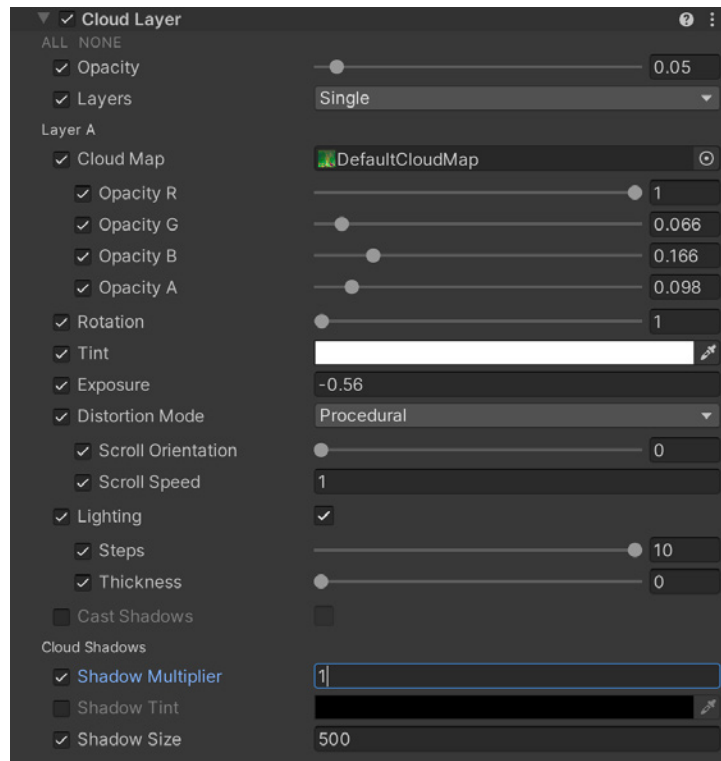 Cloud Layer
ALL NONE
Opacity 0.05
Layers Single
Layer A
Cloud Map DefaultCloudMap
Opacity R 1
Opacity G 0.066
Opacity B 0.166
Opacity A 0.098
Rotation 1
Tint
Exposure -0.56
Distortion Mode Procedural
Scroll Orientation 0
Scroll Speed 1
Lighting
Steps 10
Thickness 0
Cast Shadows
Cloud Shadows
Shadow Multiplier 1
Shadow Tint
Shadow Size 500